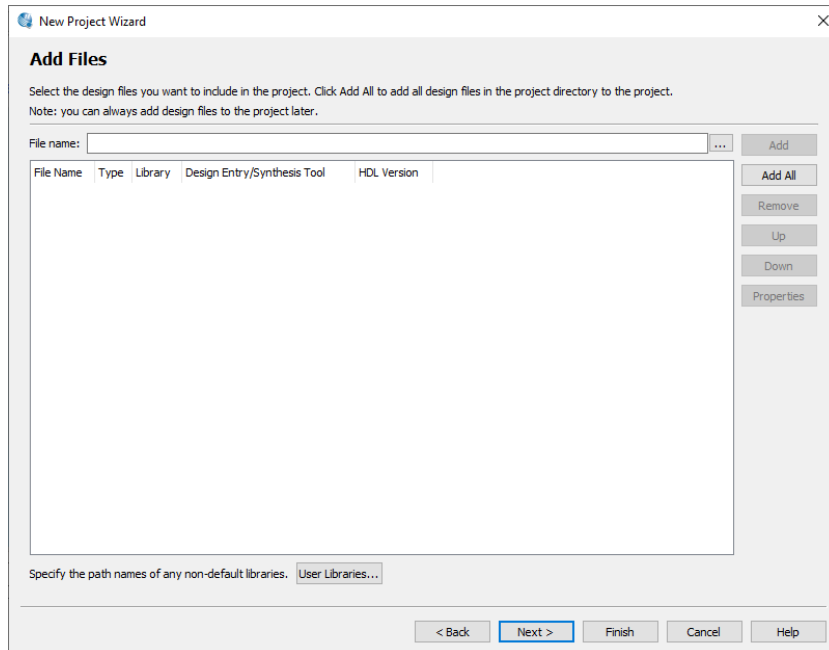 New Project Wizard
Add Files
Select the design files you want to include in the project. Click Add All to add all design files in the project directory to the project.
Note: you can always add design files to the project later.
File name: ... Add
File Name Type Library Design Entry/Synthesis Tool HDL Version Add All
Remove
Up
Down
Properties
Specify the path names of any non-default libraries. User Libraries...
< Back Next > Finish Cancel Help